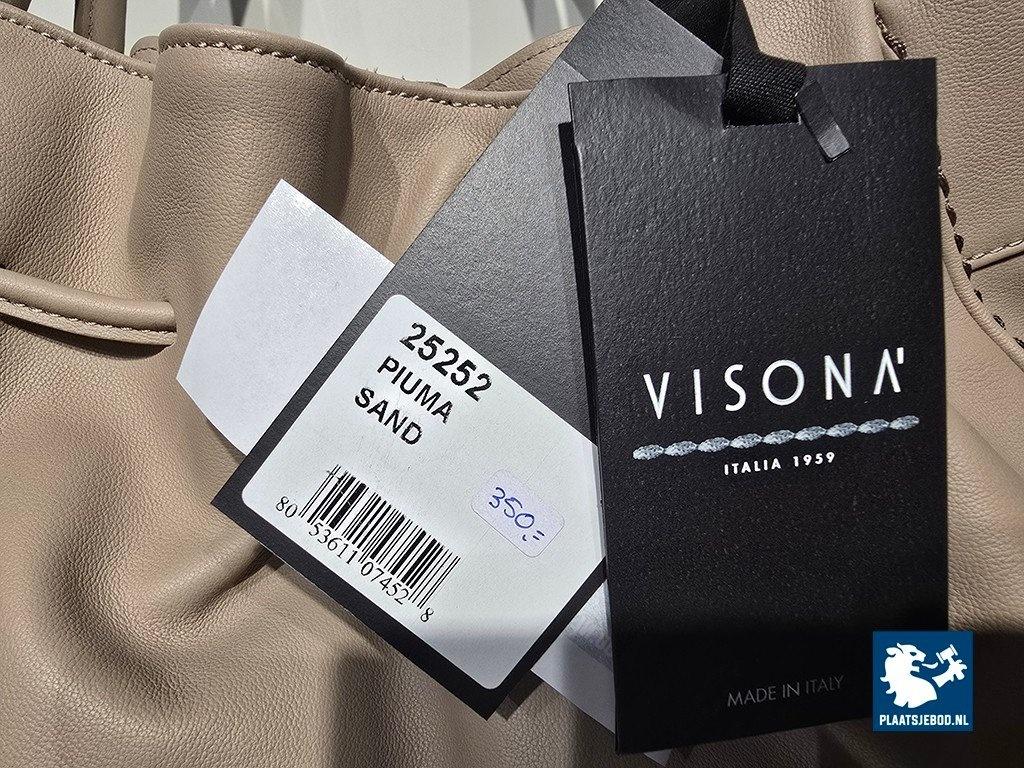 25252
PIUMA
SAND
350,=
80 53611 07452 8
VISONA'
ITALIA 1959
MADE IN ITALY
PLAATSJEBOD.NL